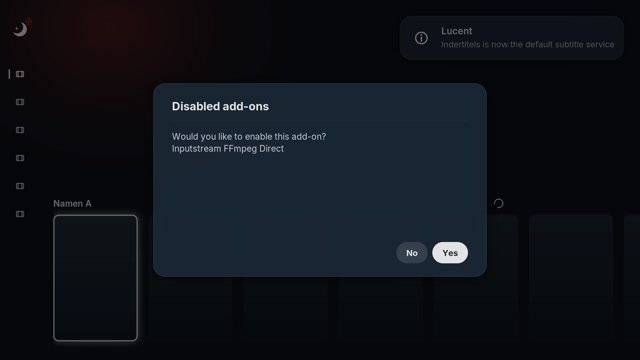 Lucent
Indertitels is now the default subtitle service
Disabled add-ons
Would you like to enable this add-on?
Inputstream FFmpeg Direct
Namen A
No
Yes